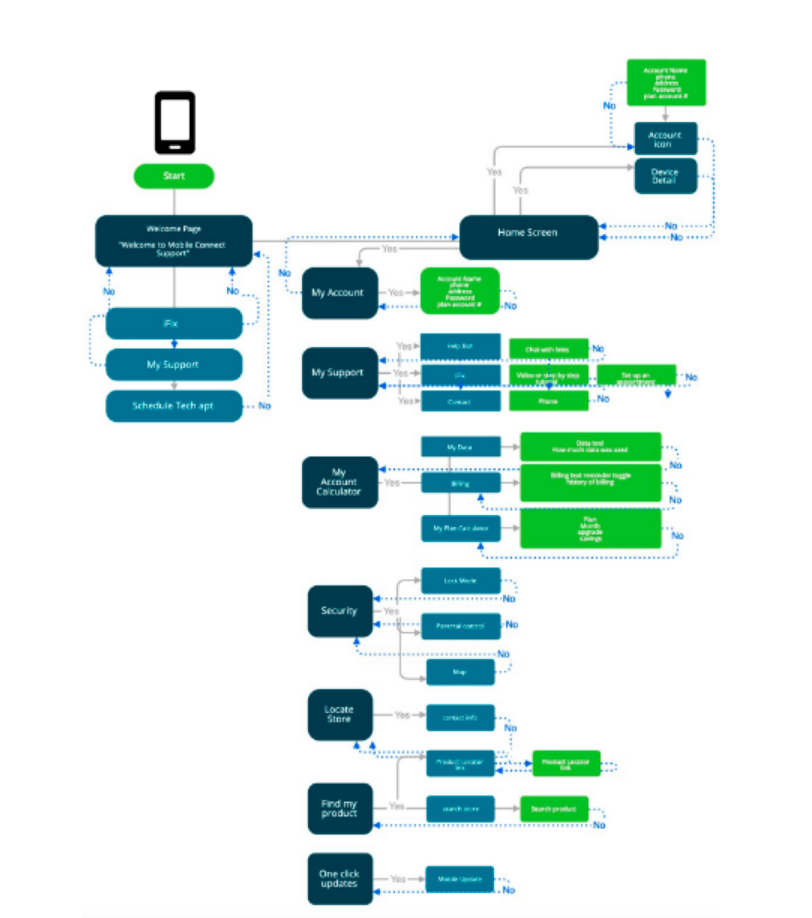 Account Name
phone
address
Password
plan account #
No
Account
icon
Start
Yes
Device
Detail
Yes
Welcome Page
"Welcome to Mobile Connect
Support"
Home Screen
No
No
Yes
No
No
No
My Account
Yes
Account Name
phone
address
Password
plan account #
No
iFix
My Support
Schedule Tech apt
No
My Support
Yes
Help Bot
Chat with links
No
Yes
iFix
Video or step by step
tutorial
Set up an
appointment
No
Yes
Contact
Phone
No
My
Account
Calculator
Yes
My Data
Data text
How much data was used
No
Billing
Billing text reminder toggle
history of billing
No
My Plan Calculator
Plan
Month
upgrade
savings
No
Security
Yes
Lock Mode
No
Parental control
No
No
Map
Locate
Store
Yes
contact info
No
Product Locator
link
Product Locator
link
Find my
product
Yes
search store
Search product
No
One click
updates
Yes
Mobile Update
No